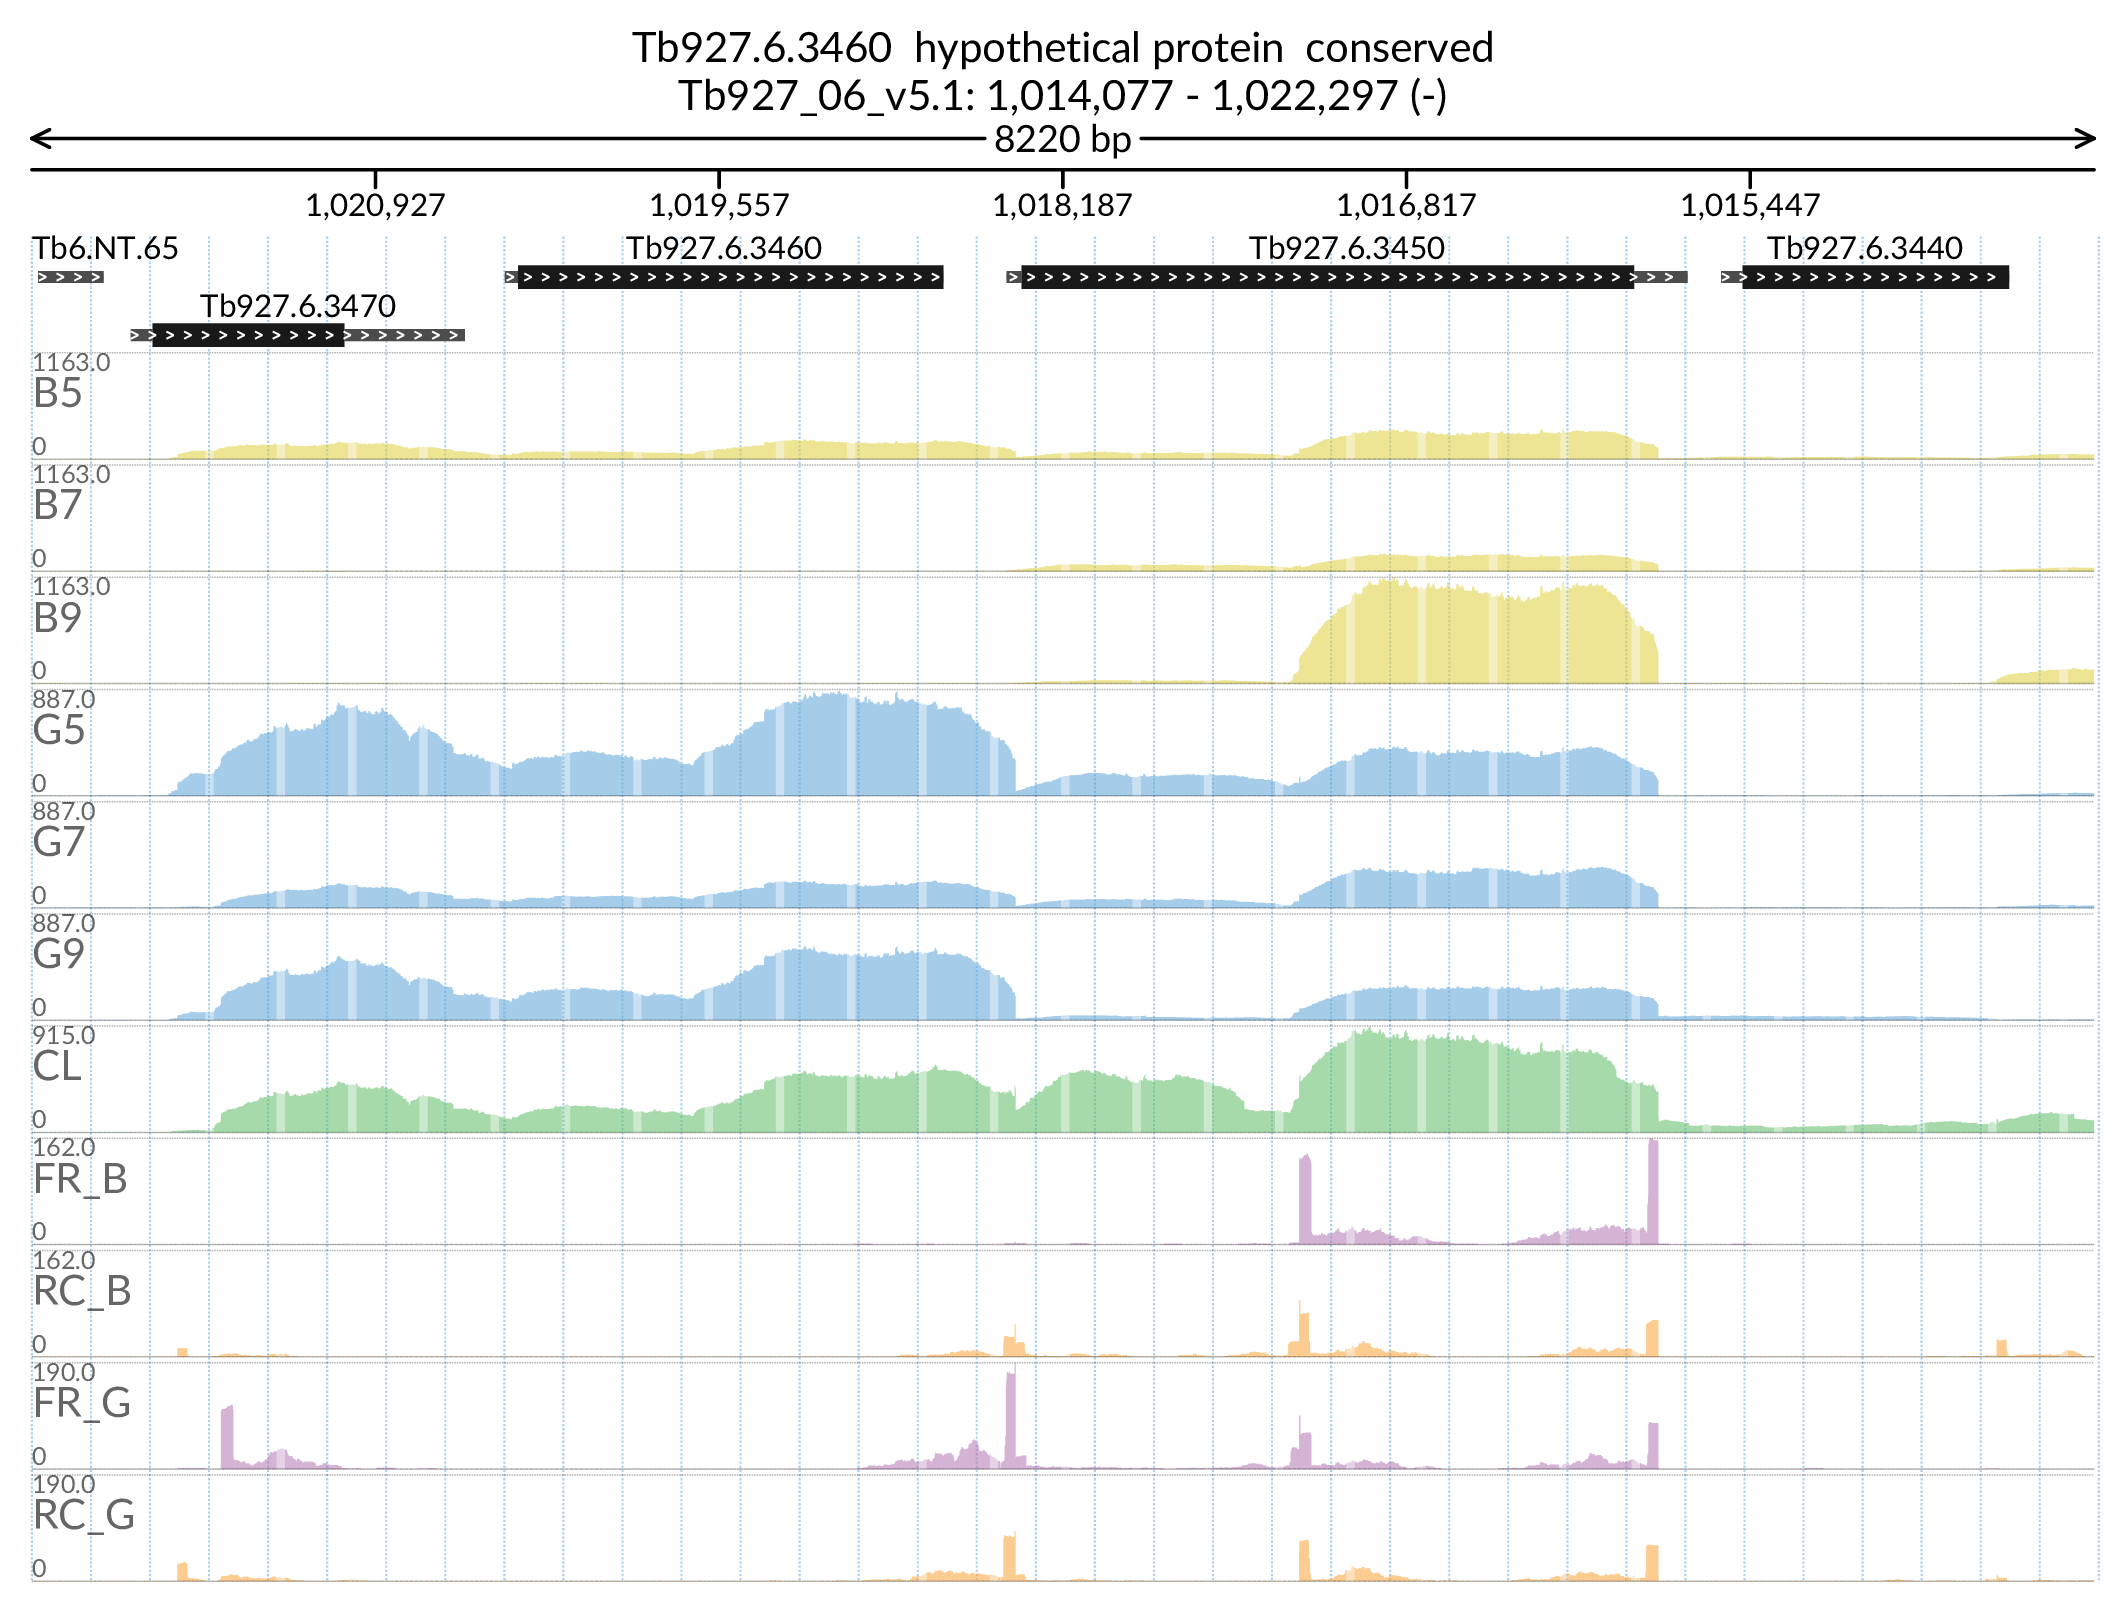 Tb927.6.3460  hypothetical protein  conserved
Tb927_06_v5.1: 1,014,077 - 1,022,297 (-)
8220 bp
1,020,927 1,019,557 1,018,187 1,016,817 1,015,447
Tb6.NT.65 Tb927.6.3460 Tb927.6.3450 Tb927.6.3440
Tb927.6.3470
1163.0
B5
0
1163.0
B7
0
1163.0
B9
0
887.0
G5
0
887.0
G7
0
887.0
G9
0
915.0
CL
0
162.0
FR_B
0
162.0
RC_B
0
190.0
FR_G
0
190.0
RC_G
0